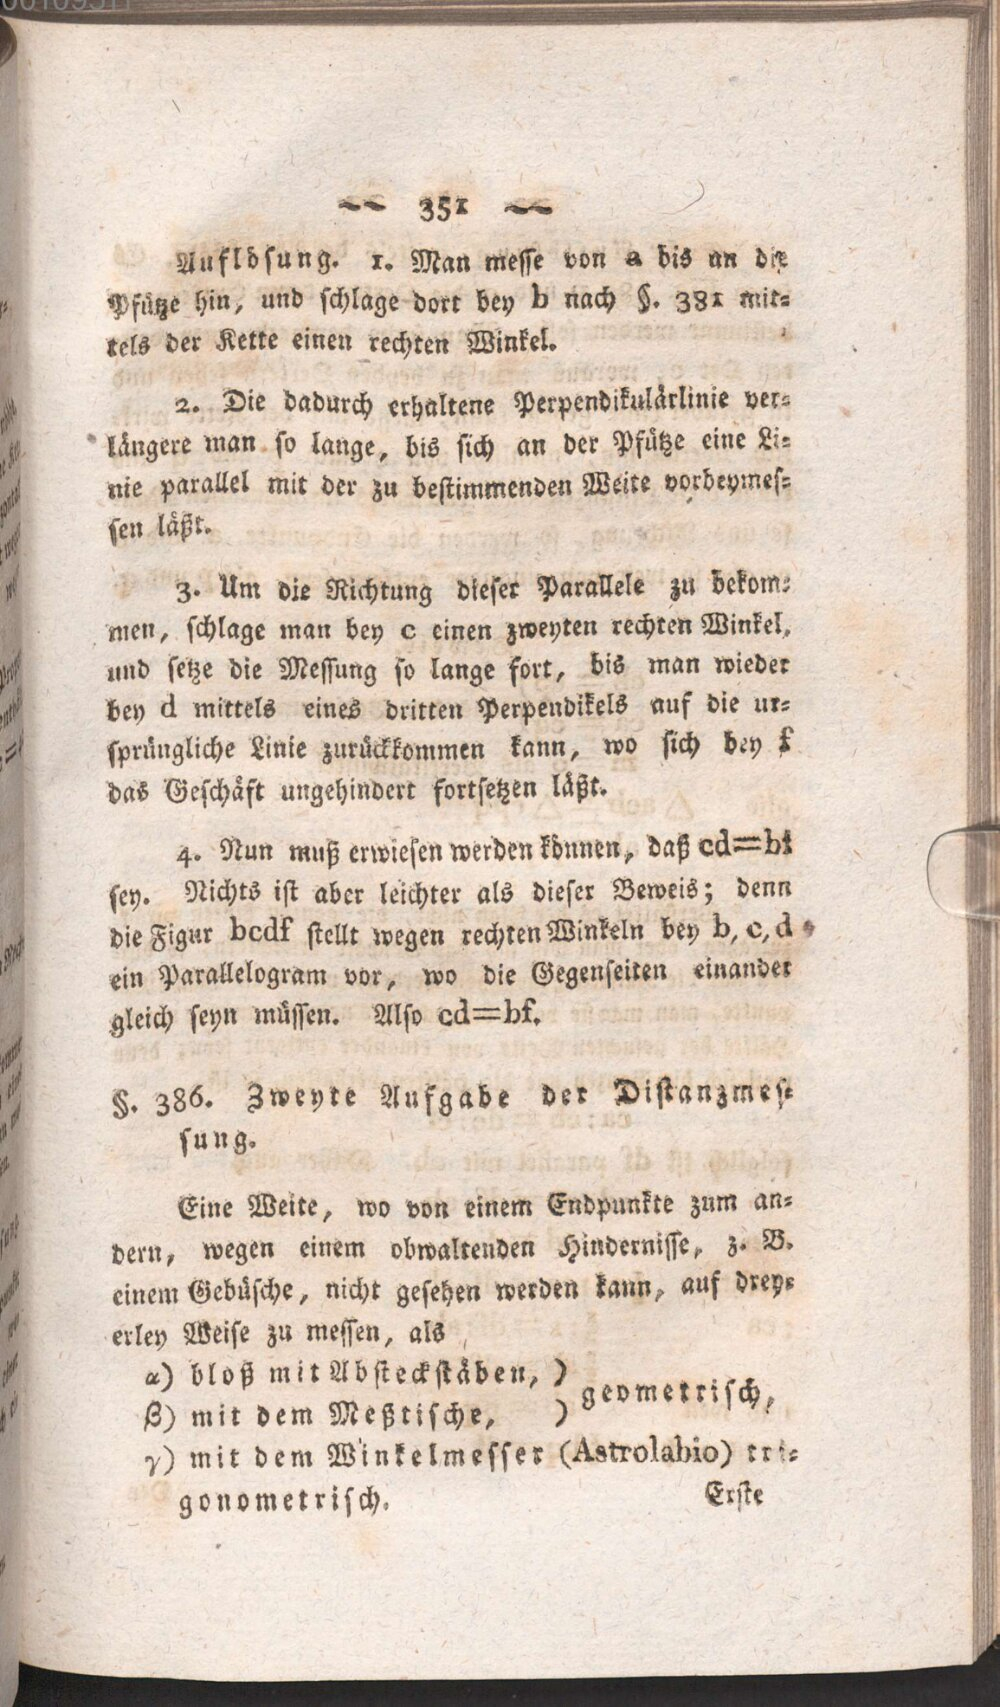 351
Auflösung. 1. Man messe von a bis an die
Pfütze hin, und schlage dort bey b nach §. 381 mit-
tels der Kette einen rechten Winkel.
2. Die dadurch erhaltene Perpendikulärlinie ver-
längere man so lange, bis sich an der Pfütze eine Li-
nie parallel mit der zu bestimmenden Weite vorbeymes-
sen läßt.
3. Um die Richtung dieser Parallele zu bekom-
men, schlage man bey c einen zweyten rechten Winkel,
und setze die Messung so lange fort, bis man wieder
bey d mittels eines dritten Perpendikels auf die ur-
sprüngliche Linie zurückkommen kann, wo sich bey f
das Geschäft ungehindert fortsetzen läßt.
4. Nun muß erwiesen werden können, daß cd=bf
sey. Nichts ist aber leichter als dieser Beweis; denn
die Figur bcdf stellt wegen rechten Winkeln bey b, c, d
ein Parallelogram vor, wo die Gegenseiten einander
gleich seyn müssen. Also cd=bf.
§. 386. Zweyte Aufgabe der Distanzmes-
sung.
Eine Weite, wo von einem Endpunkte zum an-
dern, wegen einem obwaltenden Hindernisse, z. B.
einem Gebüsche, nicht gesehen werden kann, auf drey-
erley Weise zu messen, als
α) bloß mit Absteckstäben, )
geometrisch,
β) mit dem Meßtische, )
γ) mit dem Winkelmesser (Astrolabio) tri-
gonometrisch.
Erste